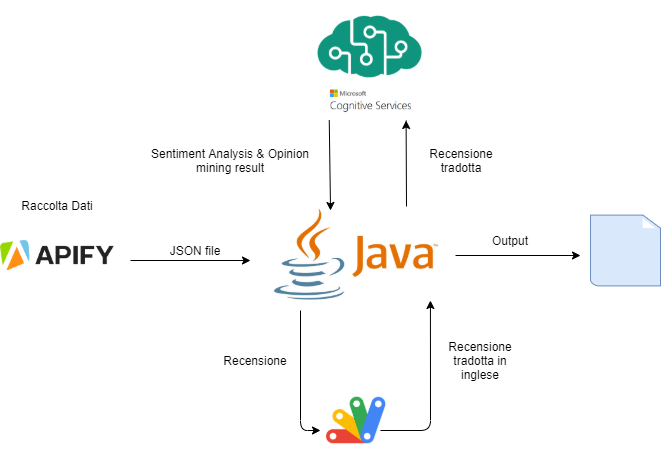 Microsoft
Cognitive Services
Sentiment Analysis & Opinion
mining result
Recensione
tradotta
Raccolta Dati
APIFY
JSON file
Java™
Output
Recensione
Recensione
tradotta in
inglese